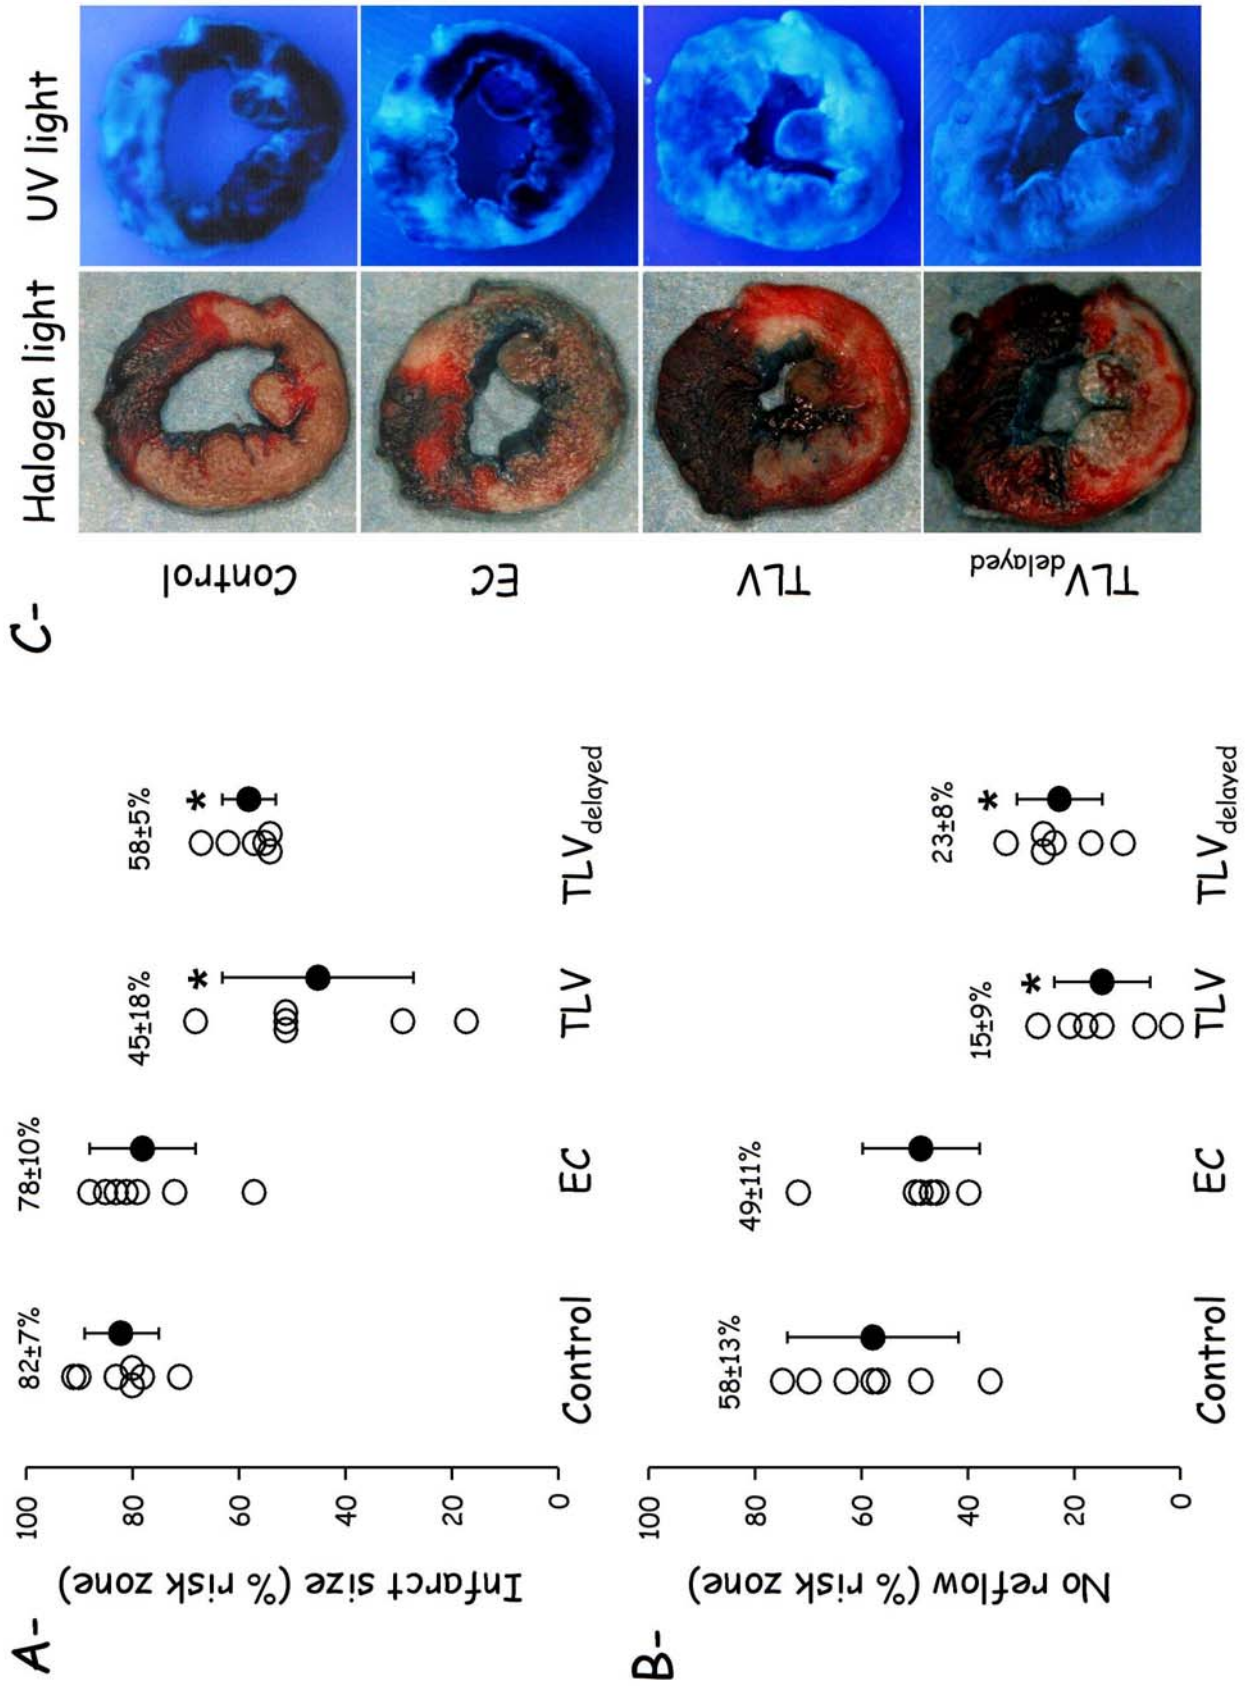 A-
Infarct size (% risk zone)
100
80
60
40
20
0
82±7%
78±10%
45±18%
*
58±5%
*
Control
EC
TLV
TLVdelayed
B-
No reflow (% risk zone)
100
80
60
40
20
0
58±13%
49±11%
15±9%
*
23±8%
*
Control
EC
TLV
TLVdelayed
C-
Halogen light
UV light
Control
EC
TLV
TLVdelayed